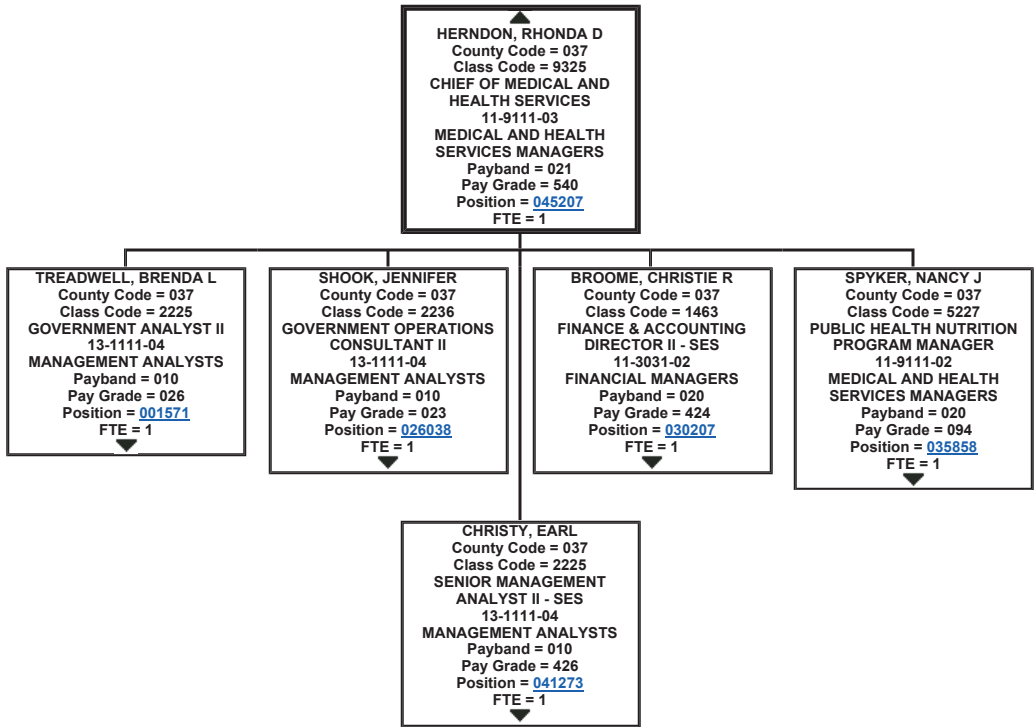 HERNDON, RHONDA D
County Code = 037
Class Code = 9325
CHIEF OF MEDICAL AND
HEALTH SERVICES
11-9111-03
MEDICAL AND HEALTH
SERVICES MANAGERS
Payband = 021
Pay Grade = 540
Position = 045207
FTE = 1
TREADWELL, BRENDA L
County Code = 037
Class Code = 2225
GOVERNMENT ANALYST II
13-1111-04
MANAGEMENT ANALYSTS
Payband = 010
Pay Grade = 026
Position = 001571
FTE = 1
SHOOK, JENNIFER
County Code = 037
Class Code = 2236
GOVERNMENT OPERATIONS
CONSULTANT II
13-1111-04
MANAGEMENT ANALYSTS
Payband = 010
Pay Grade = 023
Position = 026038
FTE = 1
BROOME, CHRISTIE R
County Code = 037
Class Code = 1463
FINANCE & ACCOUNTING
DIRECTOR II - SES
11-3031-02
FINANCIAL MANAGERS
Payband = 020
Pay Grade = 424
Position = 030207
FTE = 1
SPYKER, NANCY J
County Code = 037
Class Code = 5227
PUBLIC HEALTH NUTRITION
PROGRAM MANAGER
11-9111-02
MEDICAL AND HEALTH
SERVICES MANAGERS
Payband = 020
Pay Grade = 094
Position = 035858
FTE = 1
CHRISTY, EARL
County Code = 037
Class Code = 2225
SENIOR MANAGEMENT
ANALYST II - SES
13-1111-04
MANAGEMENT ANALYSTS
Payband = 010
Pay Grade = 426
Position = 041273
FTE = 1